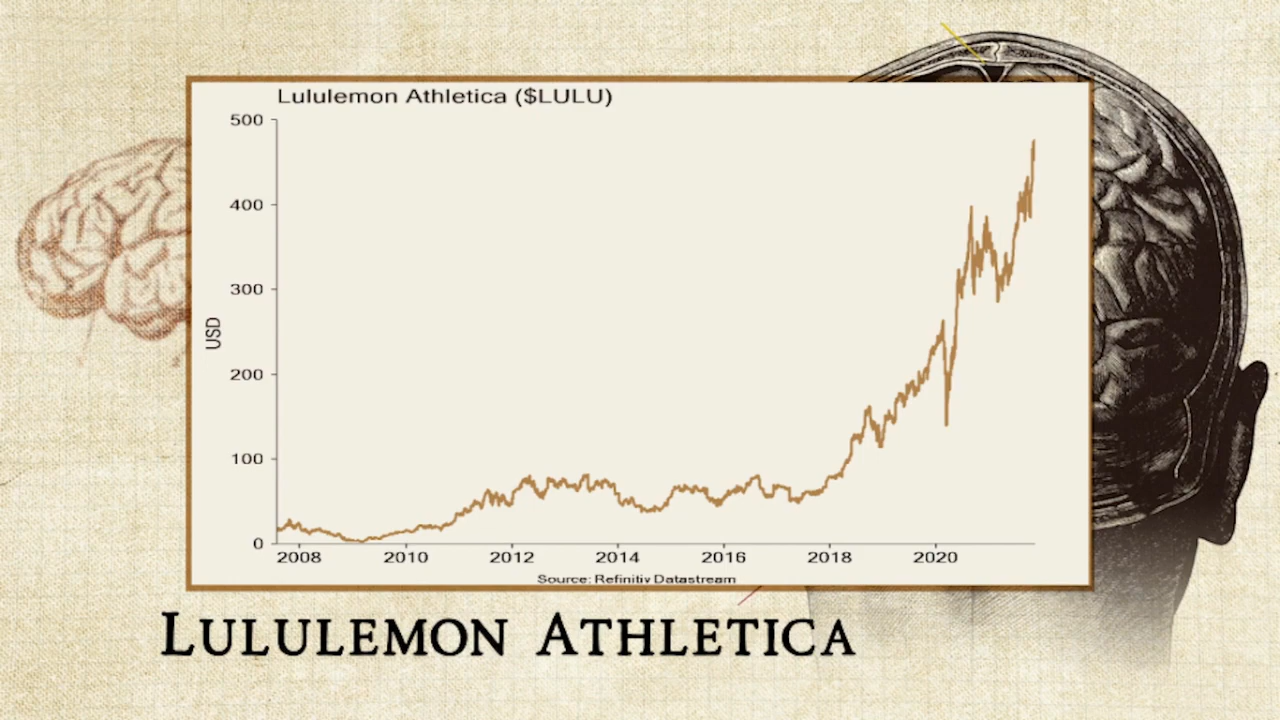 Lululemon Athletica ($LULU)
500
400
300
200
100
0
USD
2008 2010 2012 2014 2016 2018 2020
Source: Refinitiv Datastream
LULULEMON ATHLETICA